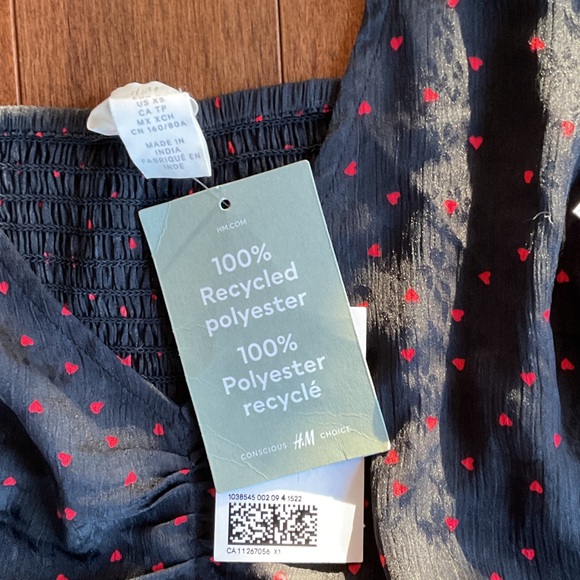 US XS
CA TP
MX XCH
CN 160/80A
MADE IN
INDIA
FABRIQUÉ EN
INDE
HM.COM
100%
Recycled
polyester
100%
Polyester
recyclé
CONSCIOUS H&M CHOICE
1038545 002 09 4 1522
CA 11267056 X1